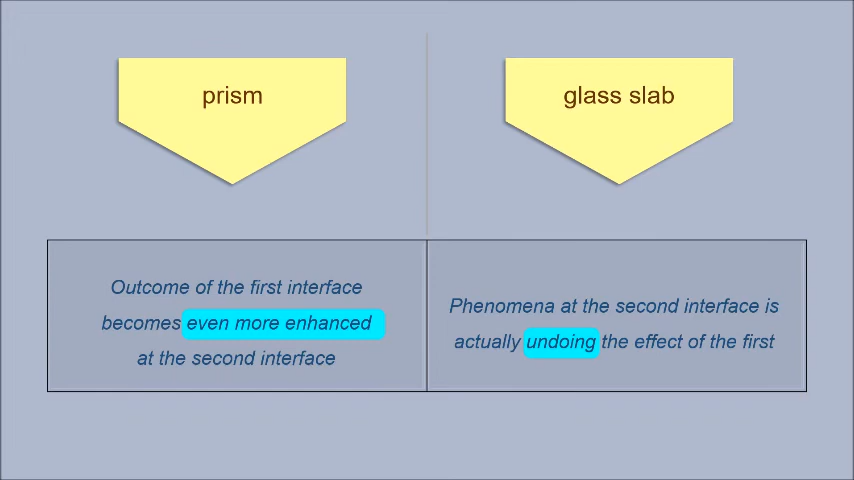 prism
glass slab
Outcome of the first interface
becomes even more enhanced
at the second interface
Phenomena at the second interface is
actually undoing the effect of the first